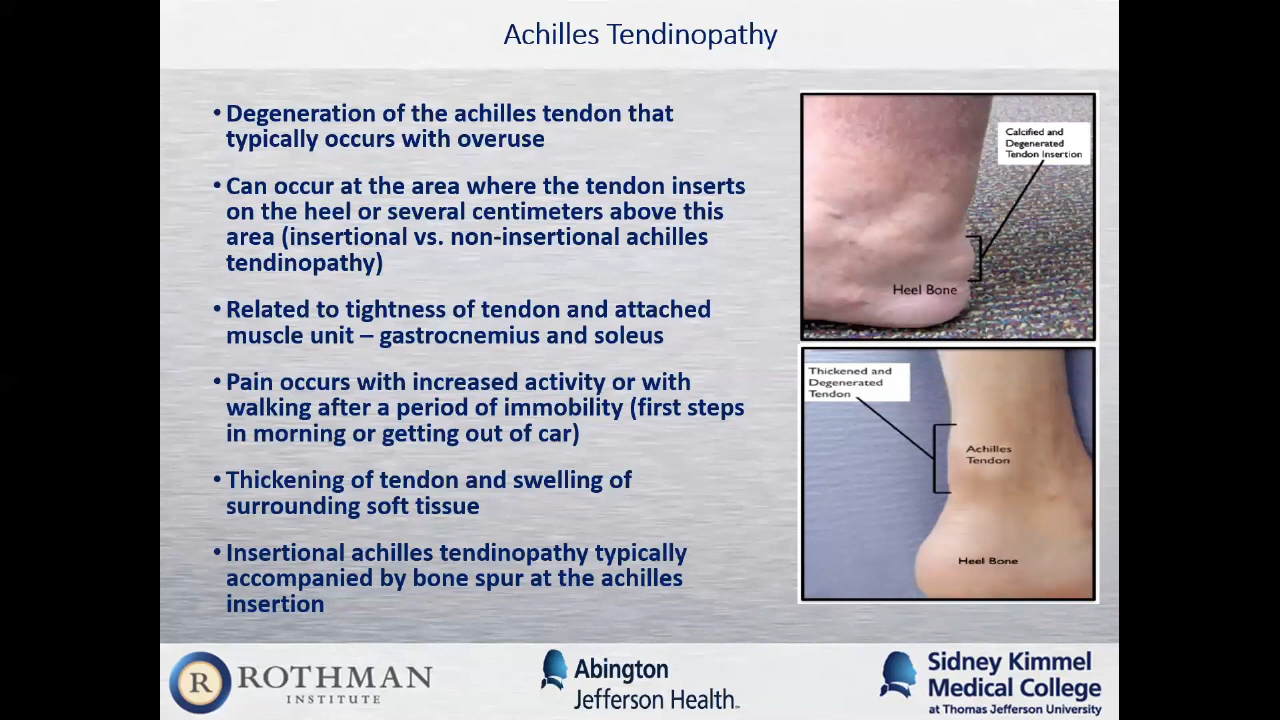 Achilles Tendinopathy
• Degeneration of the achilles tendon that
typically occurs with overuse
• Can occur at the area where the tendon inserts
on the heel or several centimeters above this
area (insertional vs. non-insertional achilles
tendinopathy)
• Related to tightness of tendon and attached
muscle unit – gastrocnemius and soleus
• Pain occurs with increased activity or with
walking after a period of immobility (first steps
in morning or getting out of car)
• Thickening of tendon and swelling of
surrounding soft tissue
• Insertional achilles tendinopathy typically
accompanied by bone spur at the achilles
insertion
Calcified and
Degenerated
Tendon Insertion
Heel Bone
Thickened and
Degenerated
Tendon
Achilles
Tendon
Heel Bone
R ROTHMAN
INSTITUTE
Abington
Jefferson Health
Sidney Kimmel
Medical College
at Thomas Jefferson University